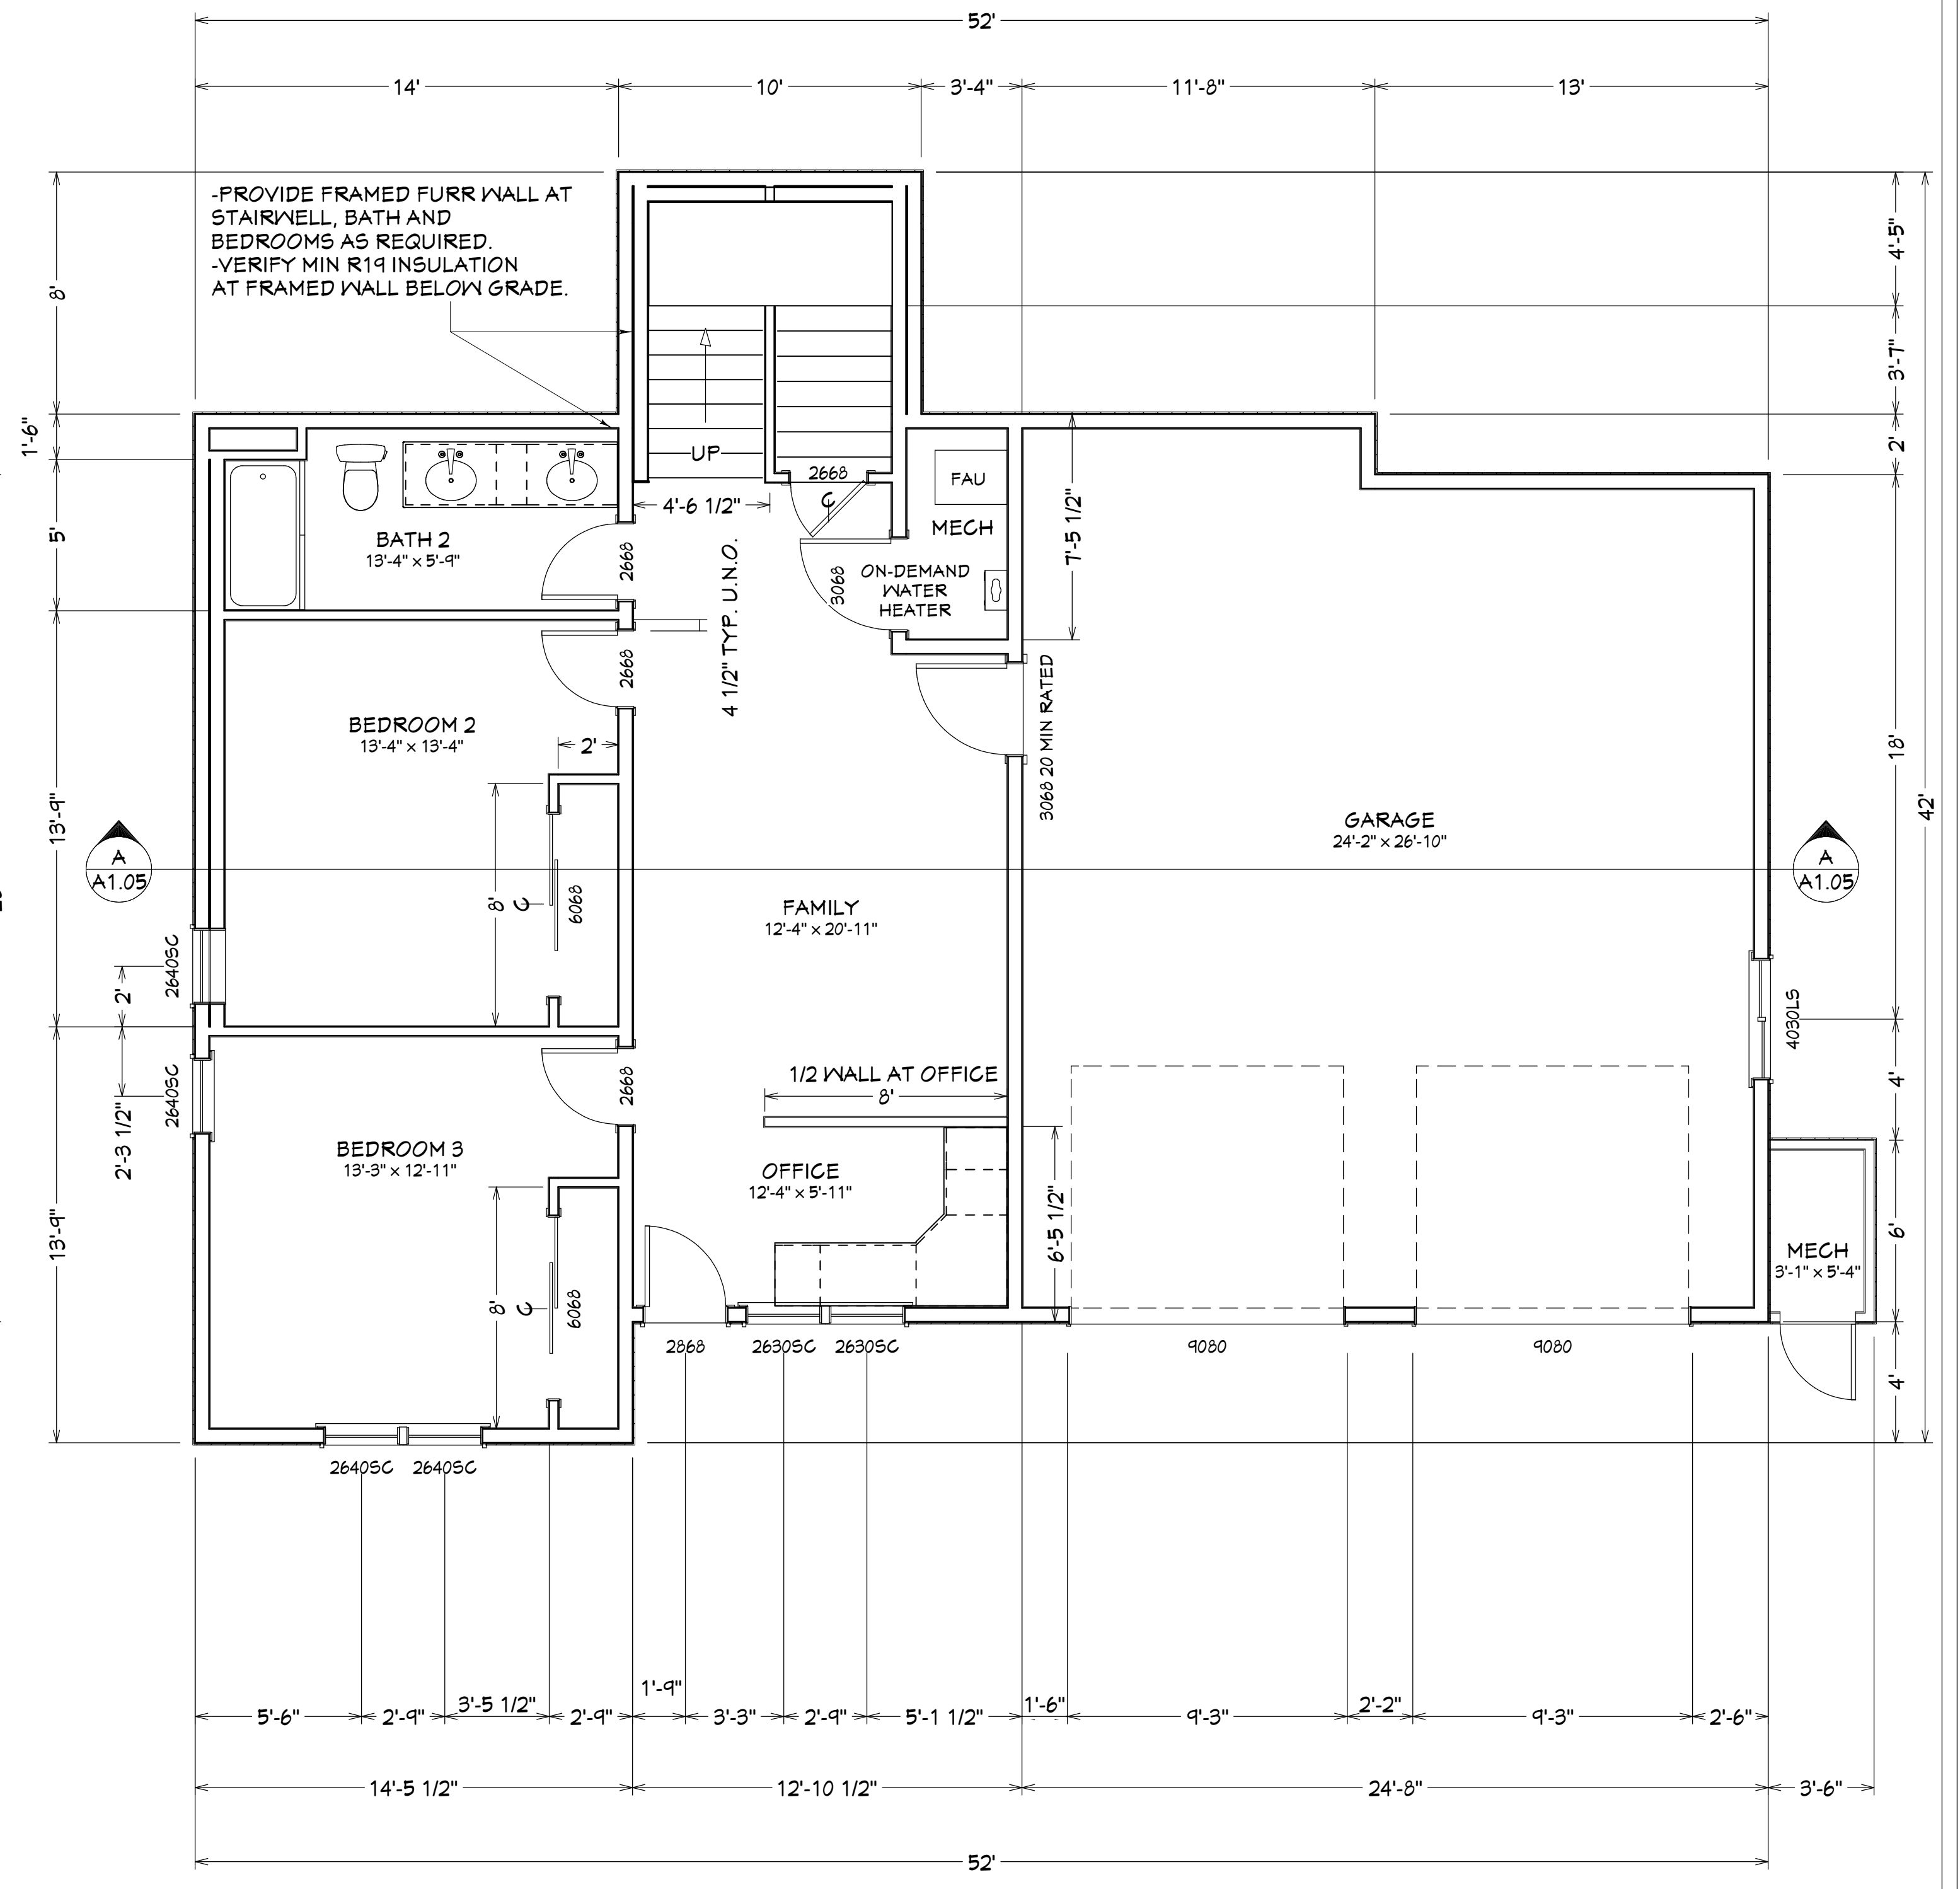 52'
14'
10'
3'-4"
11'-8"
13'
-PROVIDE FRAMED FURR WALL AT
STAIRWELL, BATH AND
BEDROOMS AS REQUIRED.
-VERIFY MIN R19 INSULATION
AT FRAMED WALL BELOW GRADE.
8'
1'-6"
5'
13'-9"
13'-9"
4'-5"
3'-7"
2'
18'
42'
4'
6'
4'
UP
2668
4'-6 1/2"
FAU
MECH
7'-5 1/2"
BATH 2
13'-4" x 5'-9"
2668
3068
ON-DEMAND
WATER
HEATER
4 1/2" TYP. U.N.O.
2668
3068 20 MIN RATED
BEDROOM 2
13'-4" x 13'-4"
2'
8'
6068
GARAGE
24'-2" x 26'-10"
A
A1.05
A
A1.05
FAMILY
12'-4" x 20'-11"
2640SC
2'
2640SC
2'-3 1/2"
4030LS
2668
1/2 WALL AT OFFICE
8'
BEDROOM 3
13'-3" x 12'-11"
OFFICE
12'-4" x 5'-11"
6'-5 1/2"
8'
6068
MECH
3'-1" x 5'-4"
2868
2630SC
2630SC
9080
9080
2640SC
2640SC
5'-6"
2'-9"
3'-5 1/2"
2'-9"
1'-9"
3'-3"
2'-9"
5'-1 1/2"
1'-6"
9'-3"
2'-2"
9'-3"
2'-6"
14'-5 1/2"
12'-10 1/2"
24'-8"
3'-6"
52'